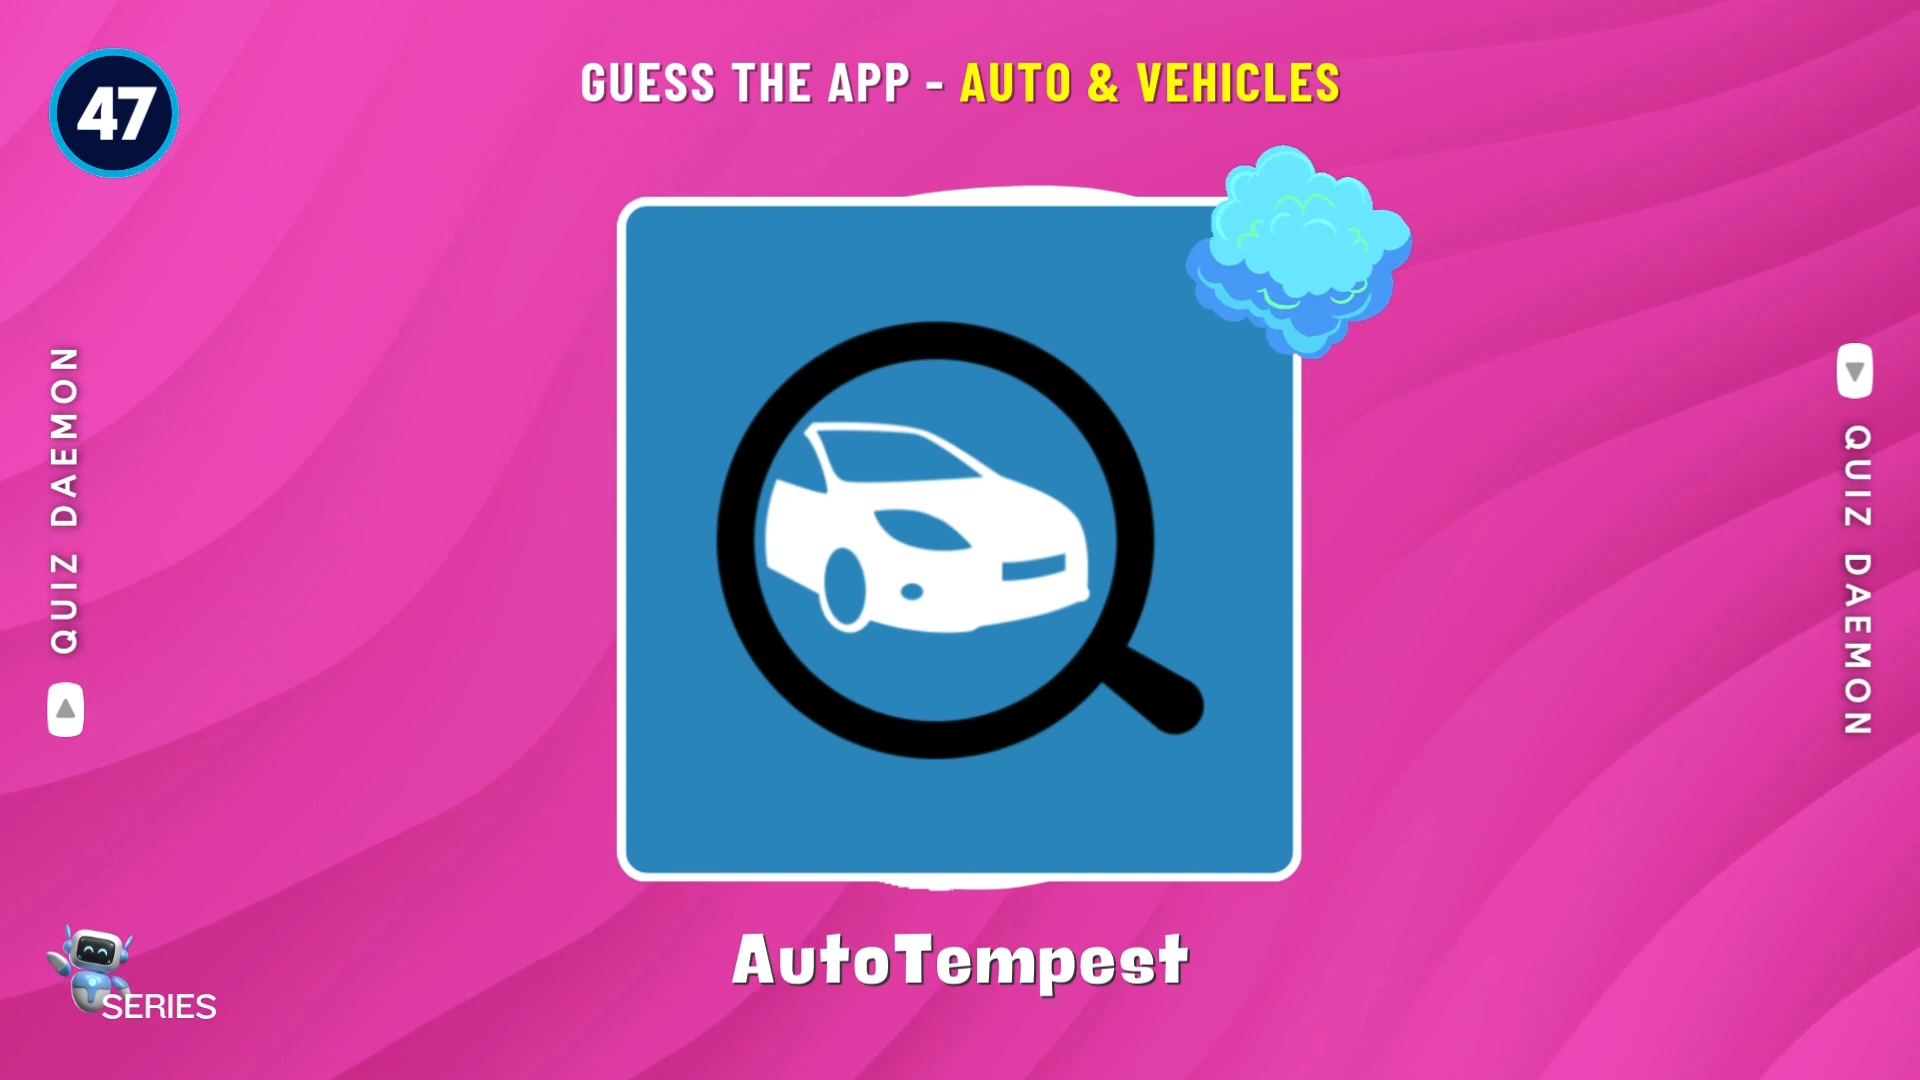 47
GUESS THE APP - AUTO & VEHICLES
QUIZ DAEMON
QUIZ DAEMON
AutoTempest
SERIES